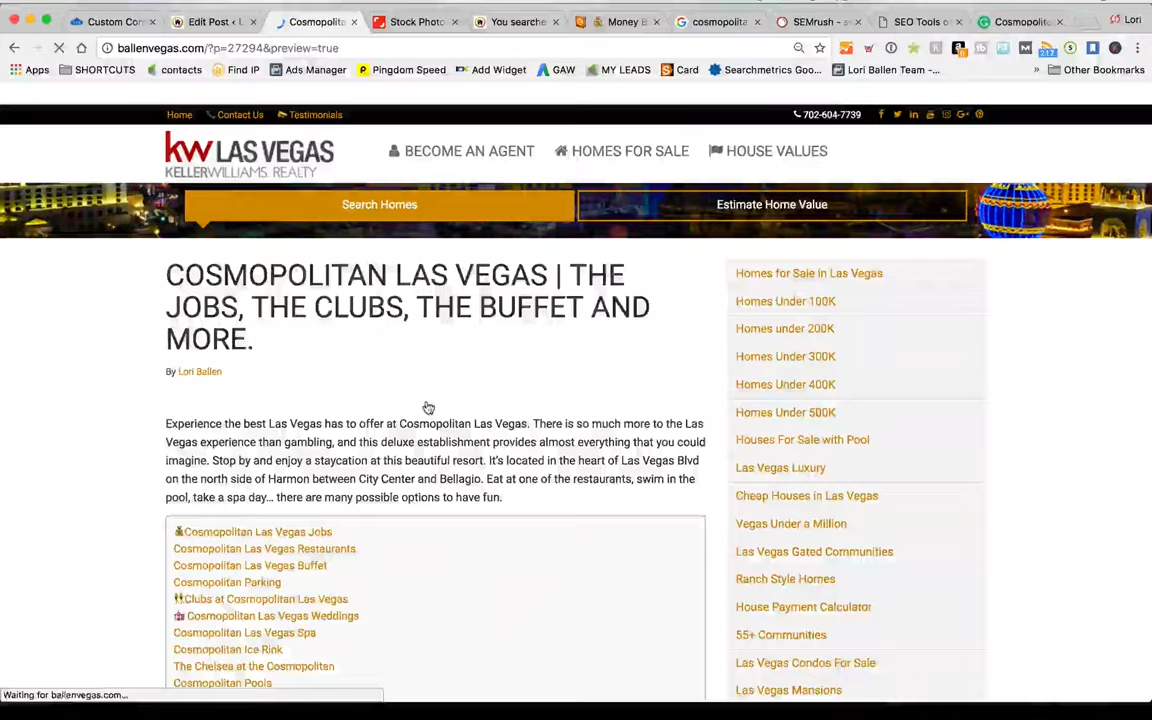 Custom Con
Edit Post ‹ L
Cosmopolita
Stock Photo
You searche
Money B
cosmopolita
SEMrush -
SEO Tools o
Cosmopolite
Lori
ballenvegas.com/?p=27294&preview=true
Apps
SHORTCUTS
contacts
Find IP
Ads Manager
Pingdom Speed
Add Widget
GAW
MY LEADS
Card
Searchmetrics Goo...
Lori Ballen Team -...
»
Other Bookmarks
Home
Contact Us
Testimonials
702-604-7739
kw LAS VEGAS
KELLERWILLIAMS. REALTY
BECOME AN AGENT
HOMES FOR SALE
HOUSE VALUES
Search Homes
Estimate Home Value
COSMOPOLITAN LAS VEGAS | THE
JOBS, THE CLUBS, THE BUFFET AND
MORE.
By Lori Ballen
Experience the best Las Vegas has to offer at Cosmopolitan Las Vegas. There is so much more to the Las
Vegas experience than gambling, and this deluxe establishment provides almost everything that you could
imagine. Stop by and enjoy a staycation at this beautiful resort. It's located in the heart of Las Vegas Blvd
on the north side of Harmon between City Center and Bellagio. Eat at one of the restaurants, swim in the
pool, take a spa day... there are many possible options to have fun.
Cosmopolitan Las Vegas Jobs
Cosmopolitan Las Vegas Restaurants
Cosmopolitan Las Vegas Buffet
Cosmopolitan Parking
Clubs at Cosmopolitan Las Vegas
Cosmopolitan Las Vegas Weddings
Cosmopolitan Las Vegas Spa
Cosmopolitan Ice Rink
The Chelsea at the Cosmopolitan
Cosmopolitan Pools
Homes for Sale in Las Vegas
Homes Under 100K
Homes under 200K
Homes Under 300K
Homes Under 400K
Homes Under 500K
Houses For Sale with Pool
Las Vegas Luxury
Cheap Houses in Las Vegas
Vegas Under a Million
Las Vegas Gated Communities
Ranch Style Homes
House Payment Calculator
55+ Communities
Las Vegas Condos For Sale
Las Vegas Mansions
Waiting for ballenvegas.com...